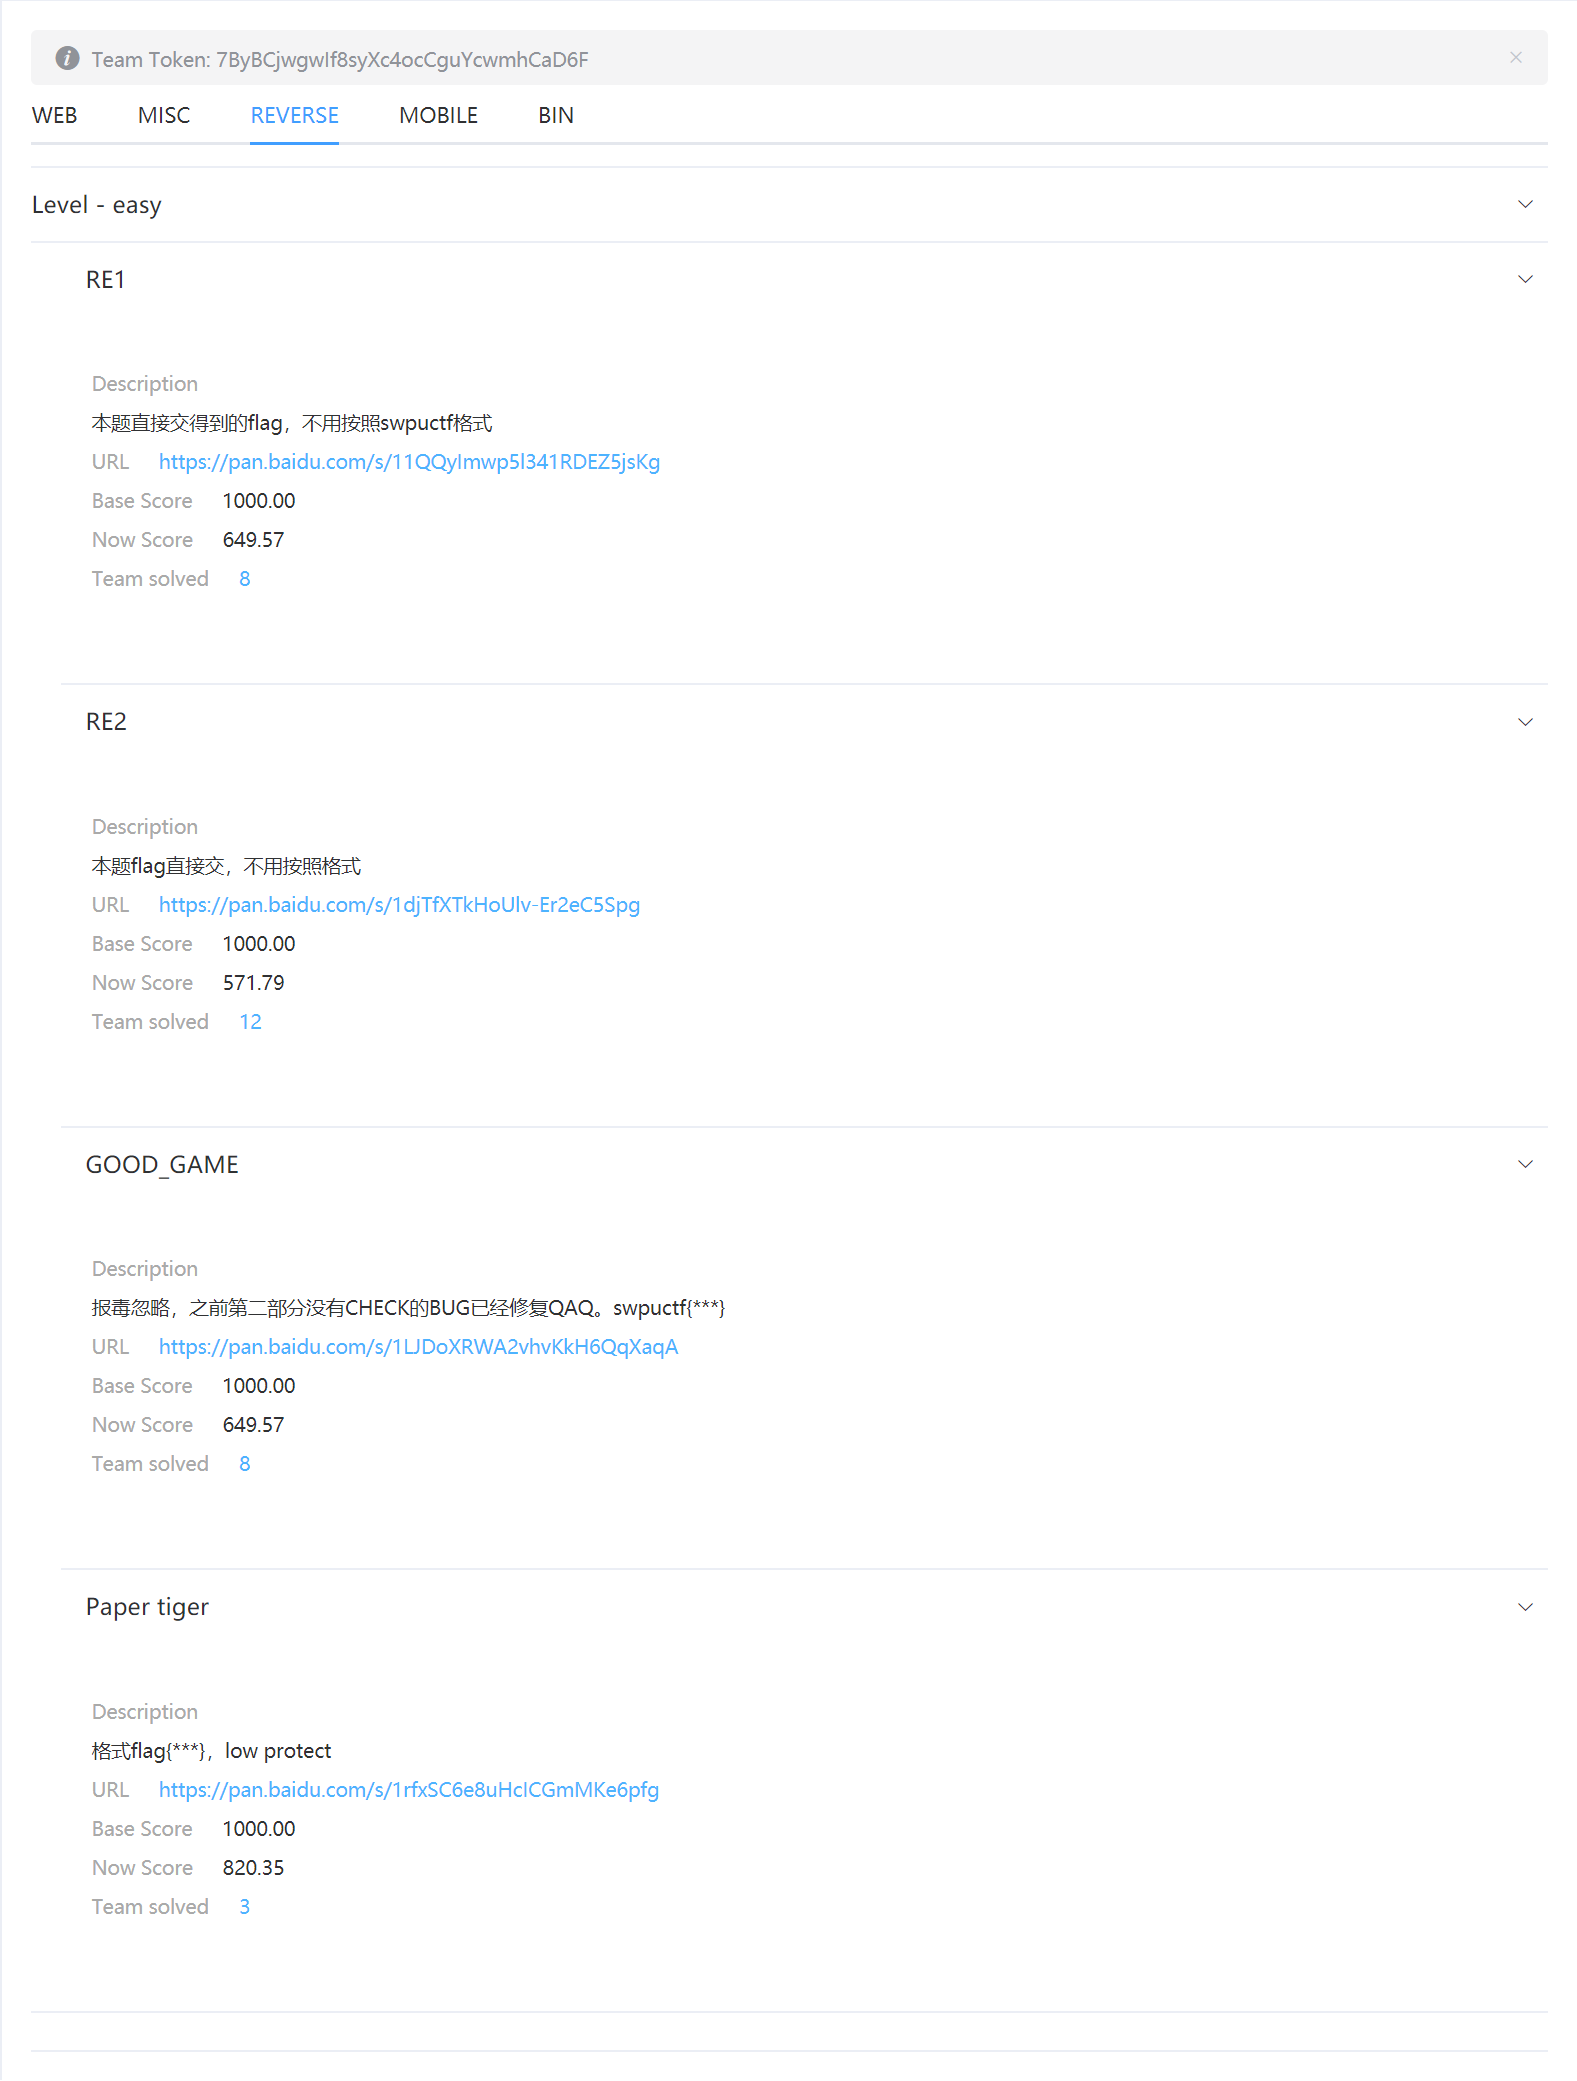 Team Token: 7ByBCjwgwIf8syXc4ocCguYcwmhCaD6F
WEB MISC REVERSE MOBILE BIN
Level - easy
RE1
Description
本题直接交得到的flag，不用按照swpuctf格式
URL https://pan.baidu.com/s/11QQyImwp5l341RDEZ5jsKg
Base Score 1000.00
Now Score 649.57
Team solved 8
RE2
Description
本题flag直接交，不用按照格式
URL https://pan.baidu.com/s/1djTfXTkHoUlv-Er2eC5Spg
Base Score 1000.00
Now Score 571.79
Team solved 12
GOOD_GAME
Description
报毒忽略，之前第二部分没有CHECK的BUG已经修复QAQ。swpuctf{***}
URL https://pan.baidu.com/s/1LJDoXRWA2vhvKkH6QqXaqA
Base Score 1000.00
Now Score 649.57
Team solved 8
Paper tiger
Description
格式flag{***}，low protect
URL https://pan.baidu.com/s/1rfxSC6e8uHcICGmMKe6pfg
Base Score 1000.00
Now Score 820.35
Team solved 3